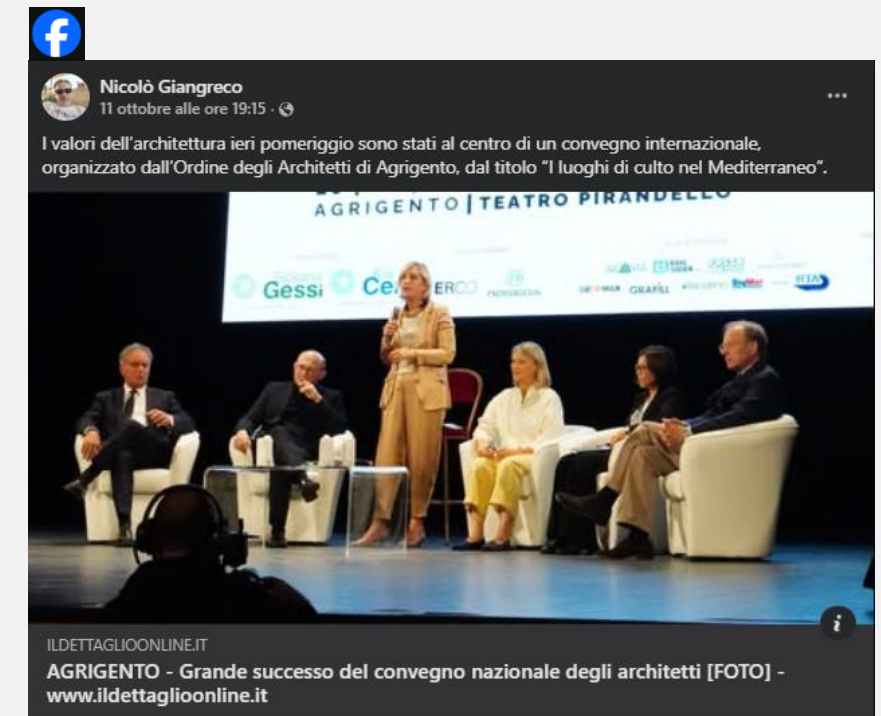 f
Nicolò Giangreco
11 ottobre alle ore 19:15 ·
I valori dell'architettura ieri pomeriggio sono stati al centro di un convegno internazionale,
organizzato dall'Ordine degli Architetti di Agrigento, dal titolo “I luoghi di culto nel Mediterraneo”.
AGRIGENTO | TEATRO PIRANDELLO
Gessi
ERCO
GRAFILL
RTA
ILDETTAGLIOONLINE.IT
AGRIGENTO - Grande successo del convegno nazionale degli architetti [FOTO] -
www.ildettaglioonline.it